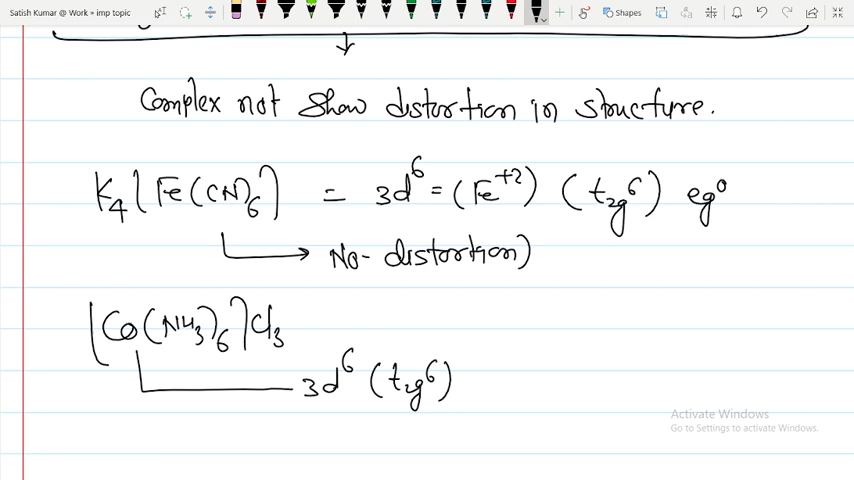 Satish Kumar @ Work » imp topic
Shapes
Complex not show distortion in structure.
K₄[Fe(CN)₆] = 3d⁶ = (Fe⁺²) (t₂g⁶) eg⁰
No- distortion)
[Co(NH₃)₆]Cl₃
3d⁶ (t₂g⁶)
Activate Windows
Go to Settings to activate Windows.